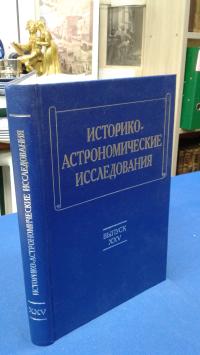 ИСТОРИКО-
АСТРОНОМИЧЕСКИЕ
ИССЛЕДОВАНИЯ
ВЫПУСК
XXV
ИСТОРИКО-АСТРОНОМИЧЕСКИЕ ИССЛЕДОВАНИЯ
XXV